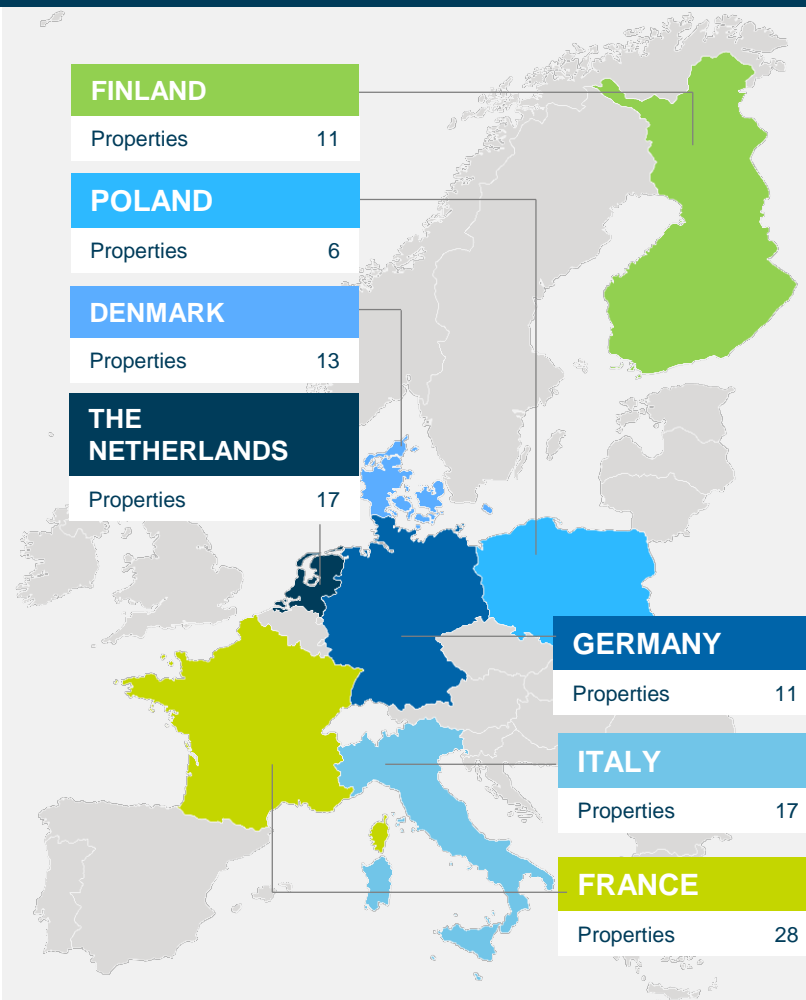 FINLAND
Properties 11
POLAND
Properties 6
DENMARK
Properties 13
THE
NETHERLANDS
Properties 17
GERMANY
Properties 11
ITALY
Properties 17
FRANCE
Properties 28